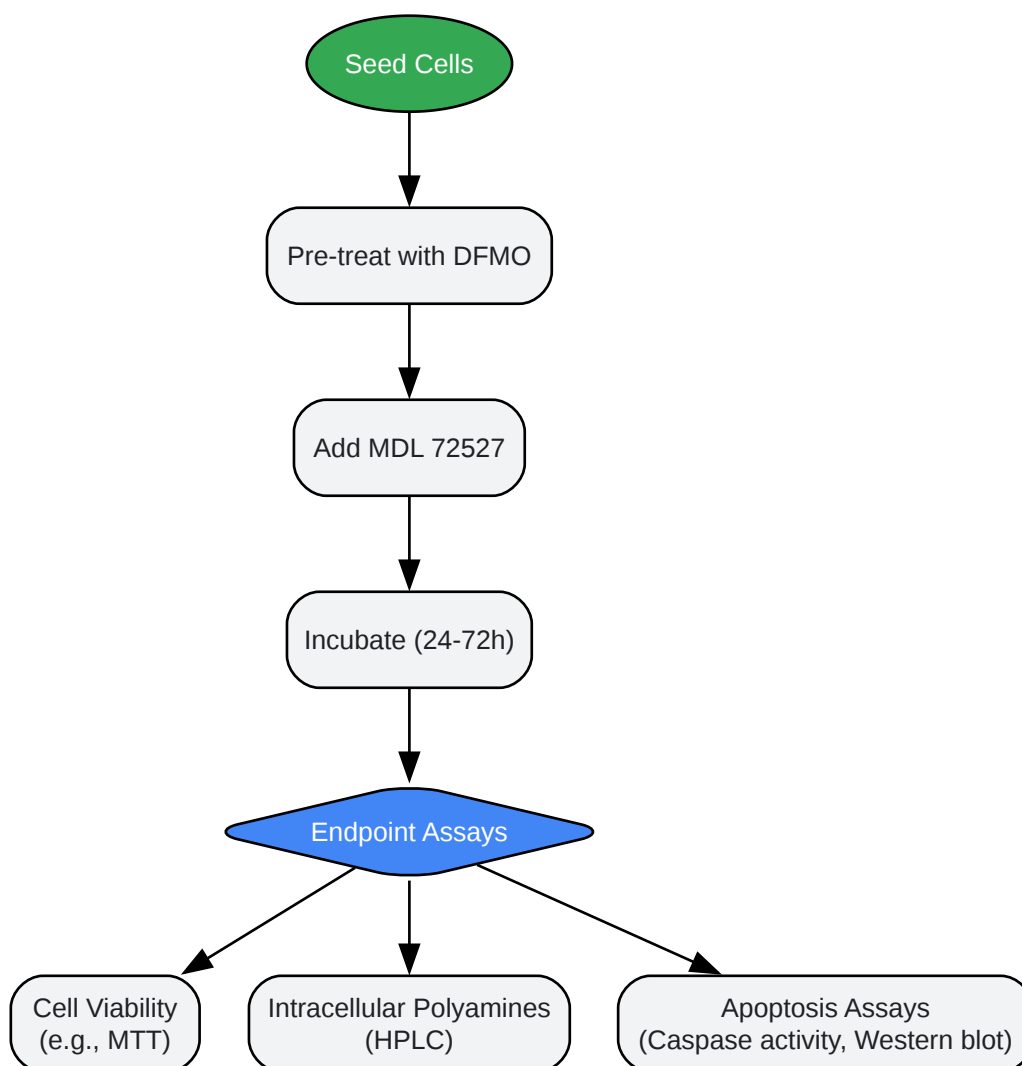 Seed Cells
Pre-treat with DFMO
Add MDL 72527
Incubate (24-72h)
Endpoint Assays
Cell Viability
(e.g., MTT)
Intracellular Polyamines
(HPLC)
Apoptosis Assays
(Caspase activity, Western blot)